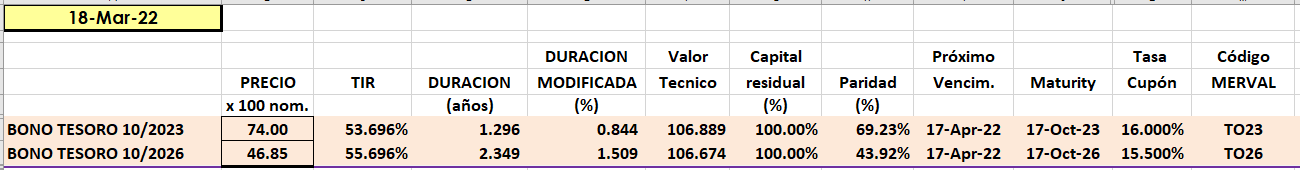 18-Mar-22
DURACION Valor Capital Próximo Tasa Código
PRECIO TIR DURACION MODIFICADA Tecnico residual Paridad Vencim. Maturity Cupón MERVAL
x 100 nom. (años) (%) (%) (%)
BONO TESORO 10/2023 74.00 53.696% 1.296 0.844 106.889 100.00% 69.23% 17-Apr-22 17-Oct-23 16.000% TO23
BONO TESORO 10/2026 46.85 55.696% 2.349 1.509 106.674 100.00% 43.92% 17-Apr-22 17-Oct-26 15.500% TO26